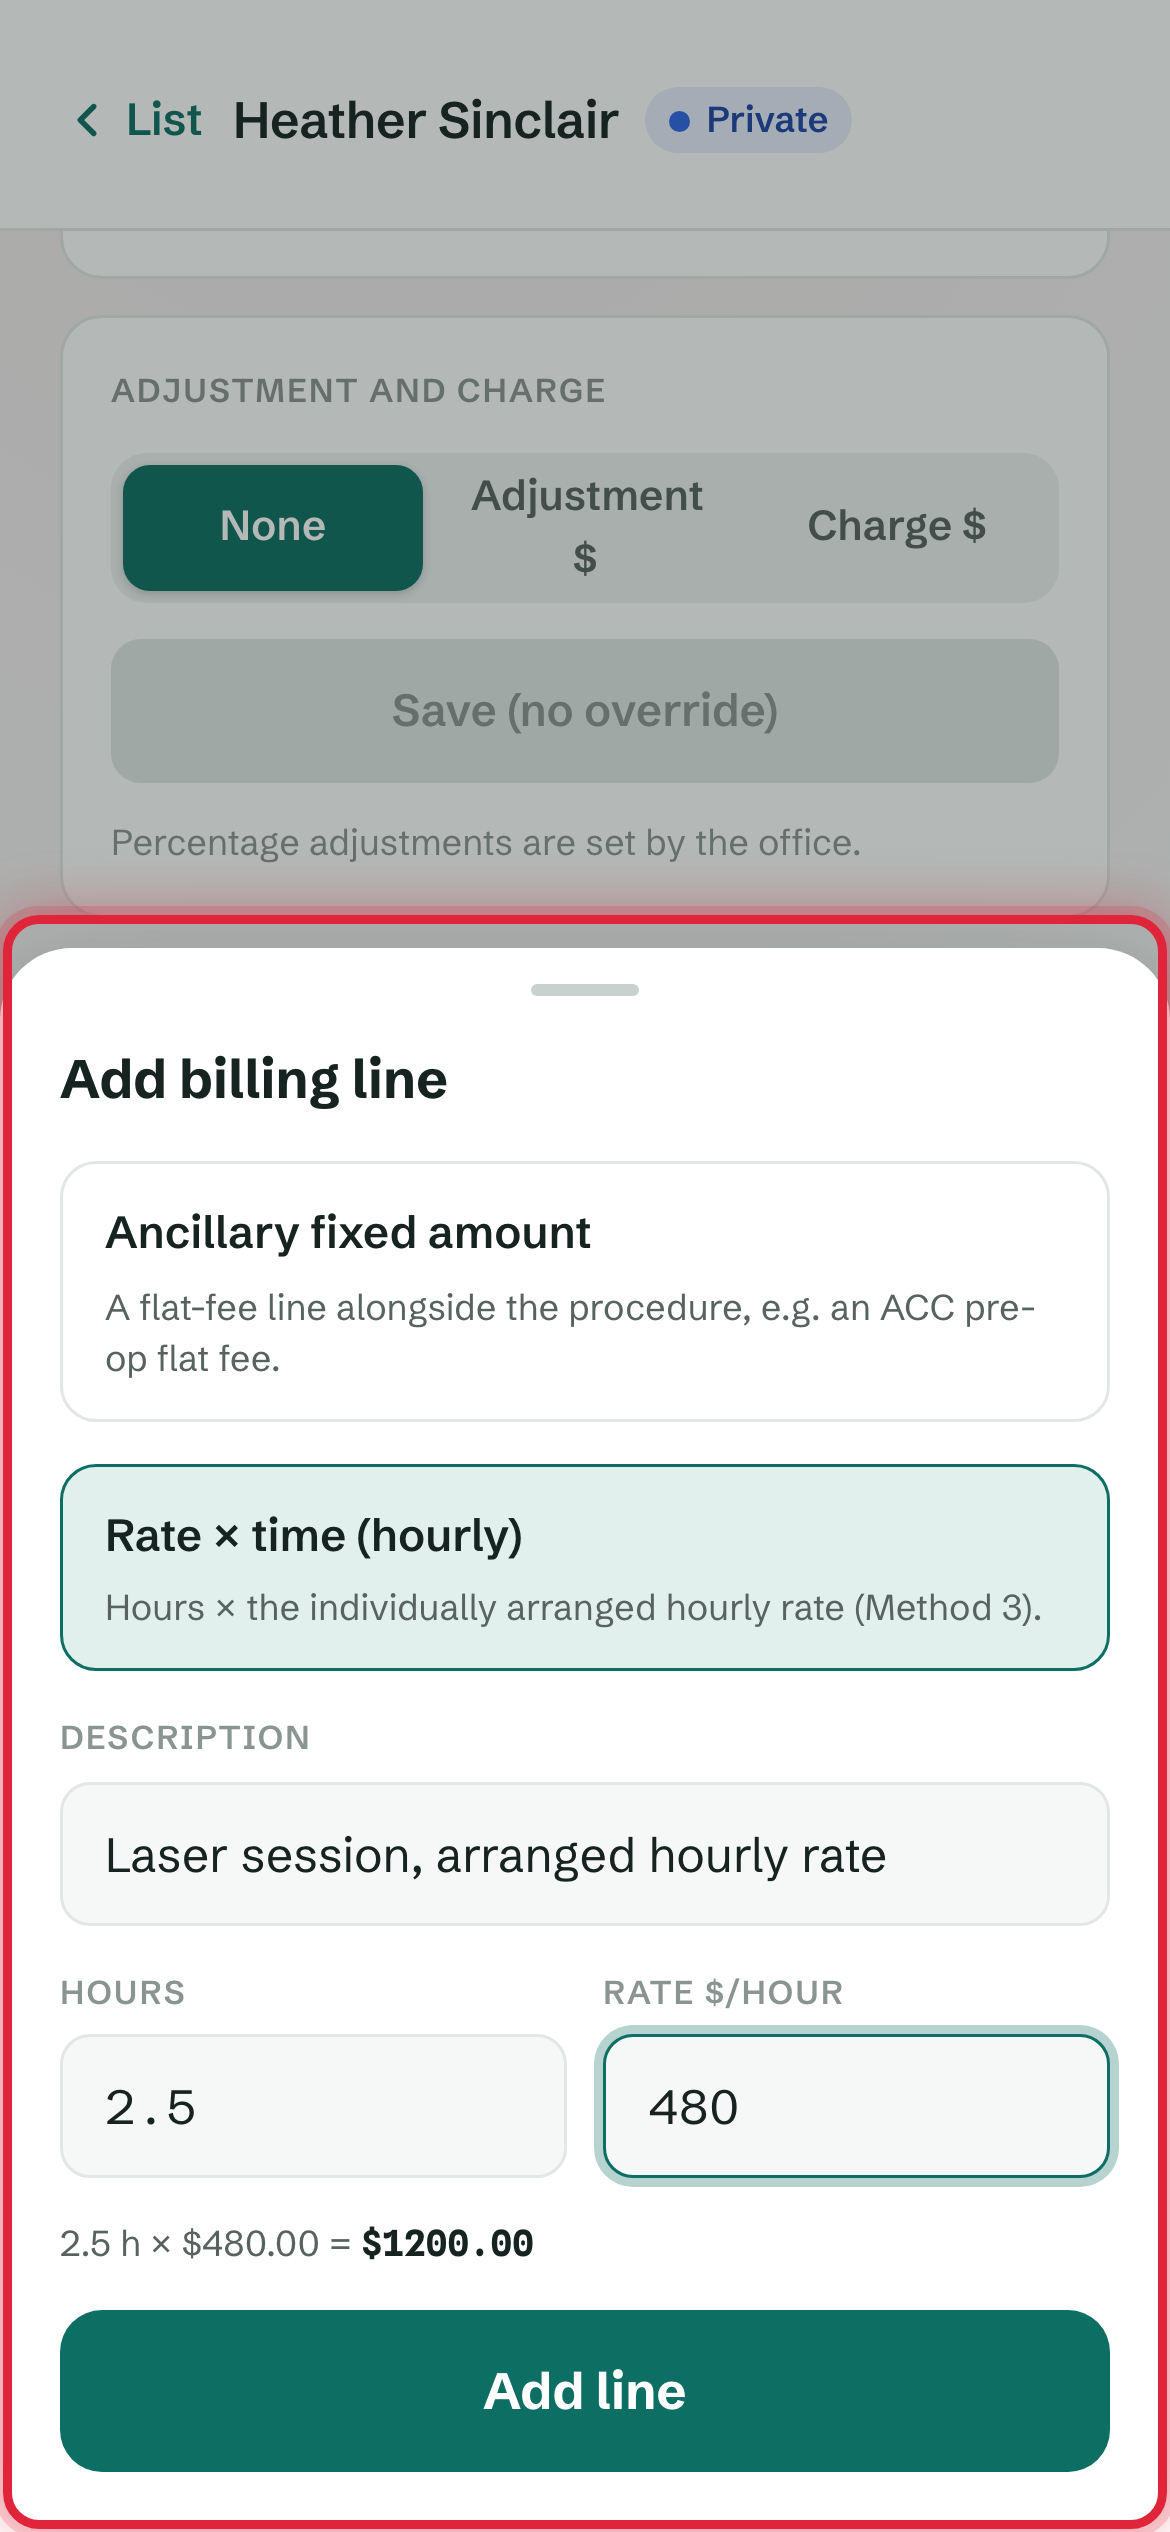 List Heather Sinclair Private
ADJUSTMENT AND CHARGE
None
Adjustment
$
Charge $
Save (no override)
Percentage adjustments are set by the office.
Add billing line
Ancillary fixed amount
A flat-fee line alongside the procedure, e.g. an ACC pre-
op flat fee.
Rate × time (hourly)
Hours × the individually arranged hourly rate (Method 3).
DESCRIPTION
Laser session, arranged hourly rate
HOURS
RATE $/HOUR
2.5
480
2.5 h × $480.00 = $1200.00
Add line